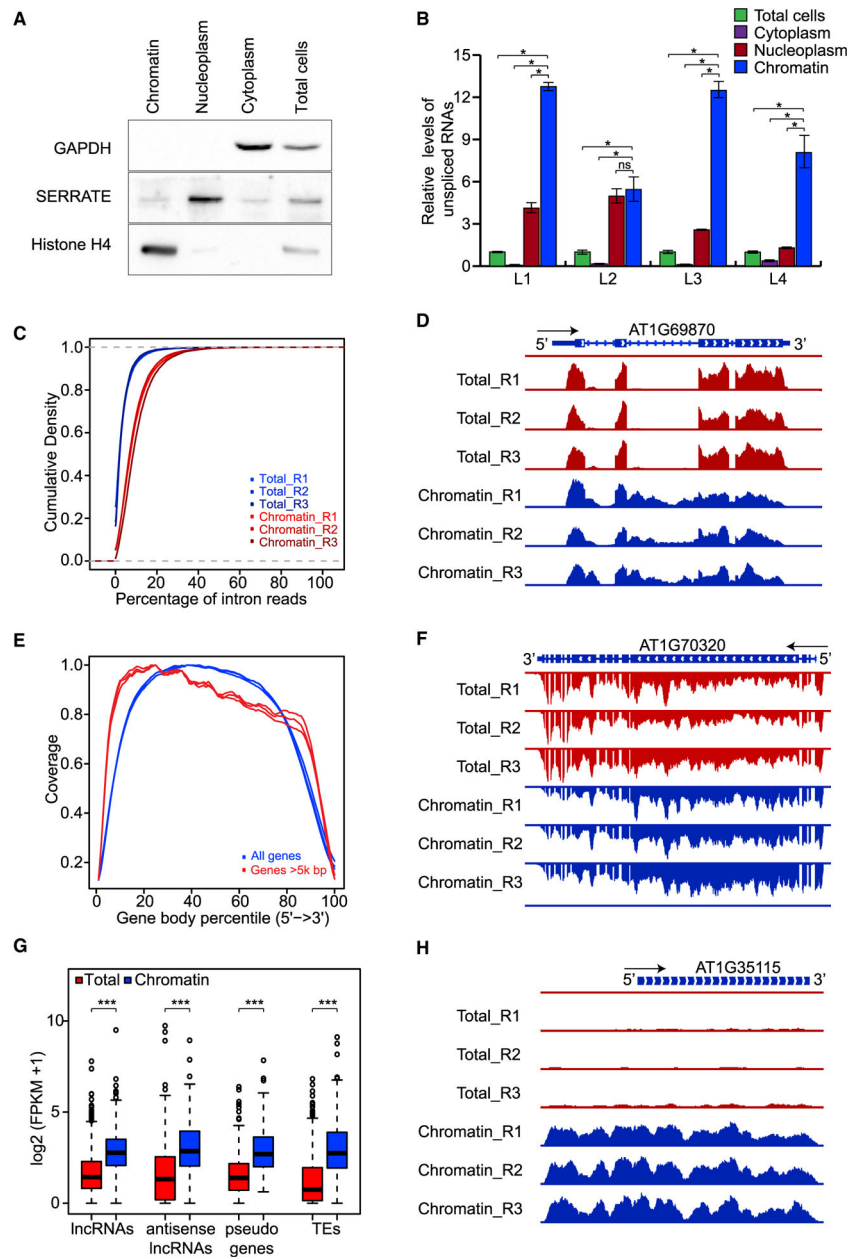 A
Chromatin
Nucleoplasm
Cytoplasm
Total cells
GAPDH
SERRATE
Histone H4
B
Total cells
Cytoplasm
Nucleoplasm
Chromatin
Relative levels of
unspliced RNAs
15
12
9
6
3
0
* * * * * ns * * * * * *
L1 L2 L3 L4
C
Cumulative Density
1.0
0.8
0.6
0.4
0.2
0.0
Total_R1
Total_R2
Total_R3
Chromatin_R1
Chromatin_R2
Chromatin_R3
0 20 40 60 80 100
Percentage of intron reads
D
AT1G69870
5' 3'
Total_R1
Total_R2
Total_R3
Chromatin_R1
Chromatin_R2
Chromatin_R3
E
Coverage
1.0
0.8
0.6
0.4
0.2
All genes
Genes >5k bp
0 20 40 60 80 100
Gene body percentile (5'->3')
F
AT1G70320
3' 5'
Total_R1
Total_R2
Total_R3
Chromatin_R1
Chromatin_R2
Chromatin_R3
G
Total Chromatin
*** *** *** ***
log2 (FPKM +1)
10
5
0
lncRNAs antisense lncRNAs pseudo genes TEs
H
AT1G35115
5' 3'
Total_R1
Total_R2
Total_R3
Chromatin_R1
Chromatin_R2
Chromatin_R3